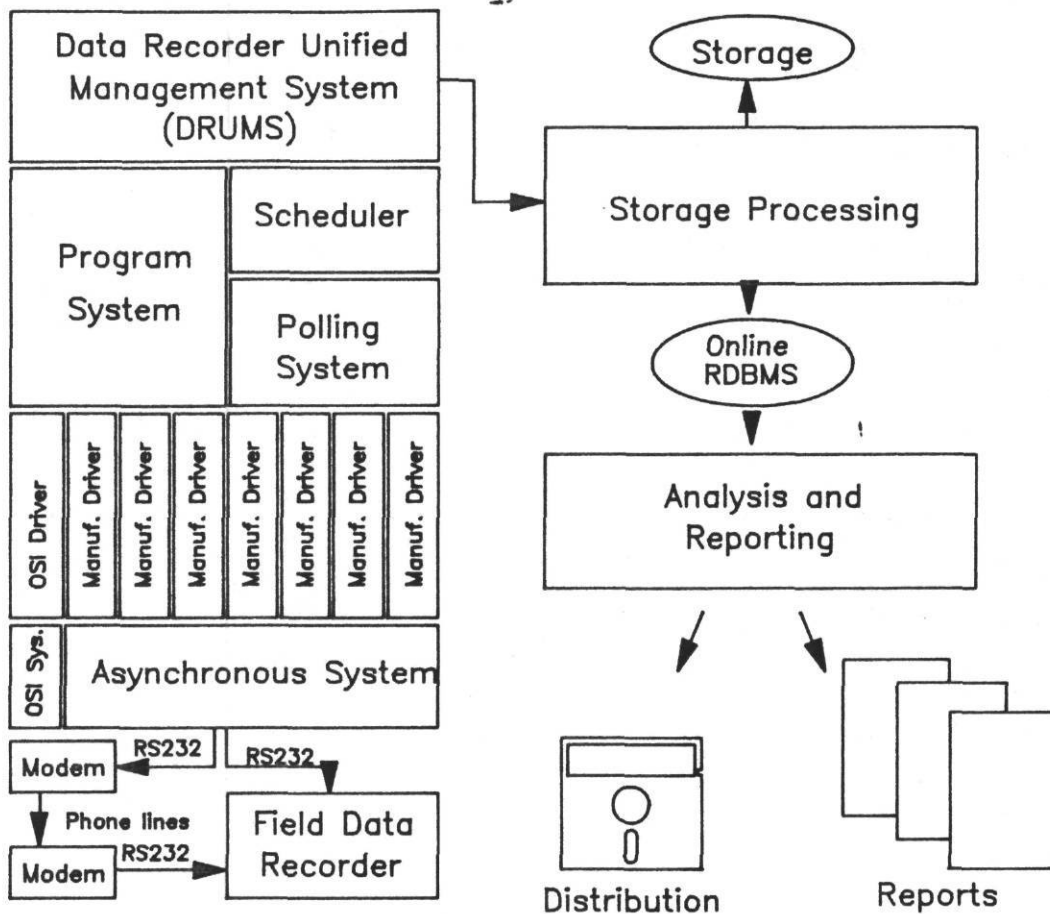 Data Recorder Unified
Management System
(DRUMS)
Program
System
Scheduler
Polling
System
OSI Driver
Manuf. Driver
Manuf. Driver
Manuf. Driver
Manuf. Driver
Manuf. Driver
Manuf. Driver
Manuf. Driver
OSI Sys.
Asynchronous System
RS232
RS232
Modem
Phone lines
Modem
RS232
Field Data
Recorder
Storage
Storage Processing
Online
RDBMS
Analysis and
Reporting
Distribution
Reports